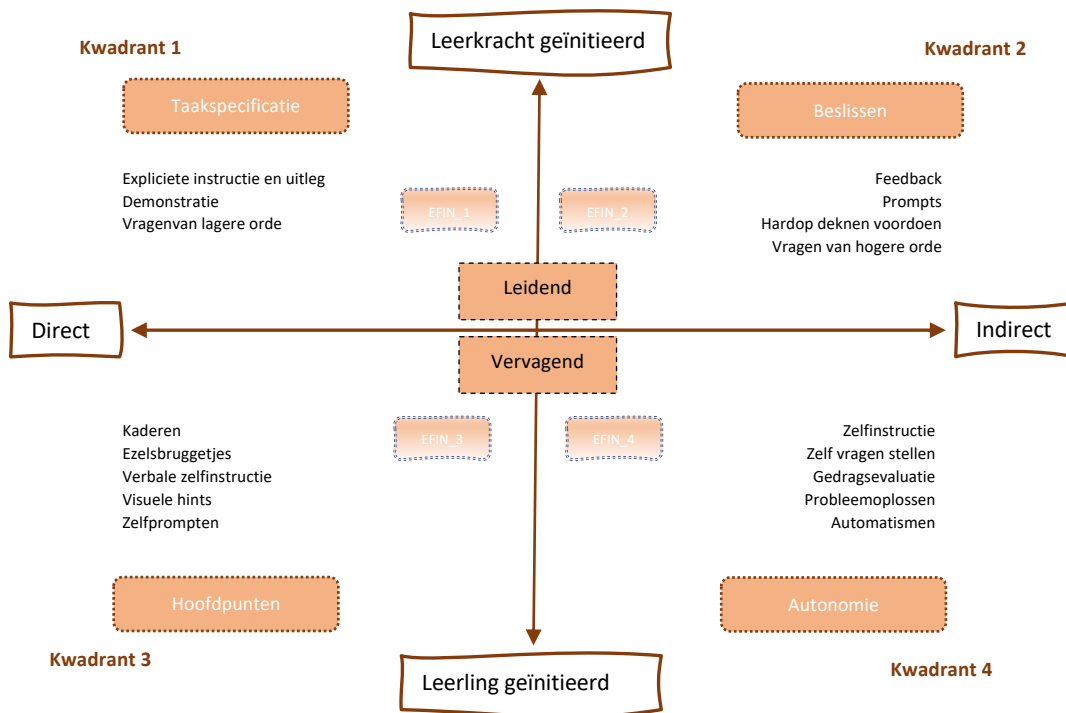 Leerkracht geïnitieerd
Kwadrant 1
Kwadrant 2
Taakspecificatie
Beslissen
Expliciete instructie en uitleg
Demonstratie
Vragenvan lagere orde
EFIN_1
EFIN_2
Feedback
Prompts
Hardop deknen voordoen
Vragen van hogere orde
Leidend
Direct
Indirect
Vervagend
Kaderen
Ezelsbruggetjes
Verbale zelfinstructie
Visuele hints
Zelfprompten
EFIN_3
EFIN_4
Zelfinstructie
Zelf vragen stellen
Gedragsevaluatie
Probleemoplossen
Automatismen
Hoofdpunten
Autonomie
Kwadrant 3
Kwadrant 4
Leerling geïnitieerd